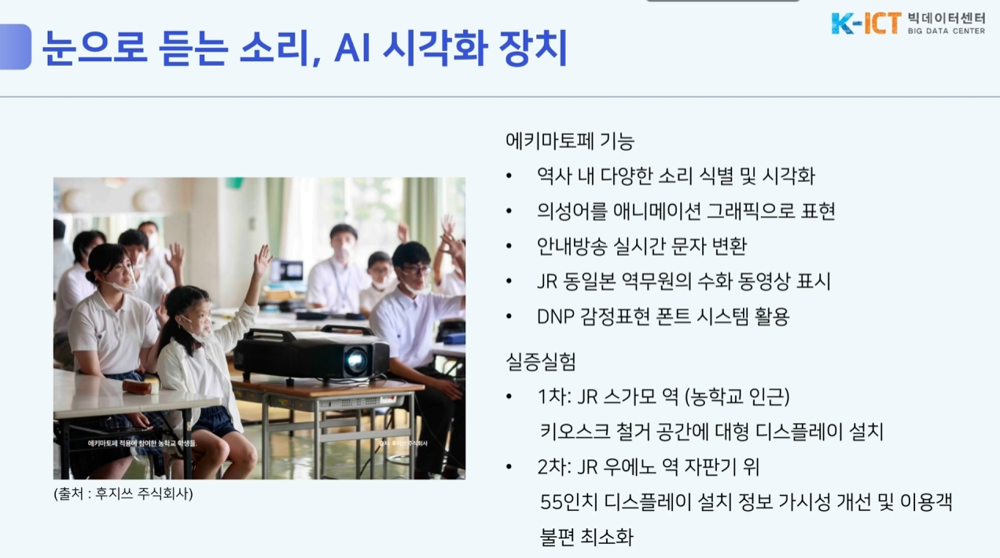 눈으로 듣는 소리, AI 시각화 장치
K-ICT 빅데이터센터
BIG DATA CENTER
에키마토페 적용에 참여한 농학교 학생들.
출처: 후지쓰 주식회사
(출처 : 후지쓰 주식회사)
에키마토페 기능
• 역사 내 다양한 소리 식별 및 시각화
• 의성어를 애니메이션 그래픽으로 표현
• 안내방송 실시간 문자 변환
• JR 동일본 역무원의 수화 동영상 표시
• DNP 감정표현 폰트 시스템 활용
실증실험
• 1차: JR 스가모 역 (농학교 인근)
키오스크 철거 공간에 대형 디스플레이 설치
• 2차: JR 우에노 역 자판기 위
55인치 디스플레이 설치 정보 가시성 개선 및 이용객
불편 최소화